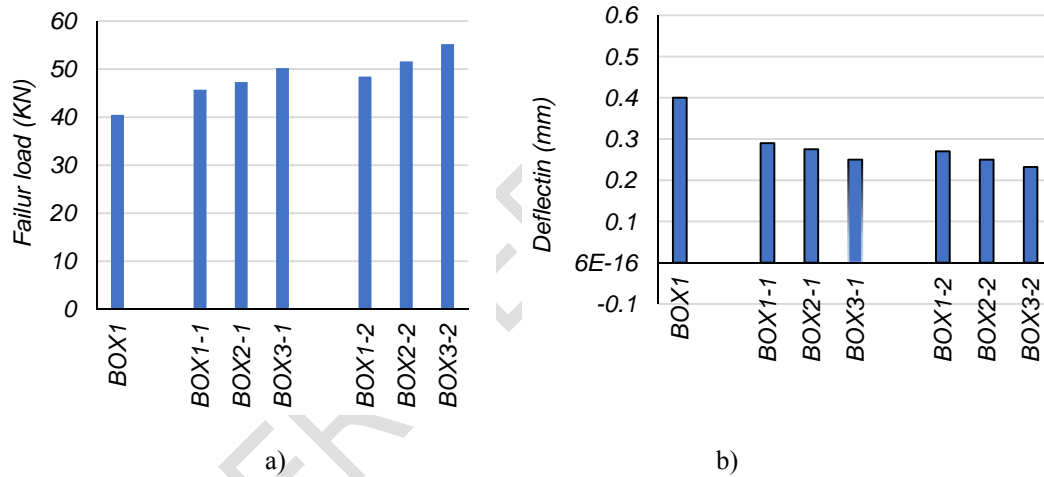 60
50
40
30
20
10
0
Failur load (KN)
BOX1
BOX1-1
BOX2-1
BOX3-1
BOX1-2
BOX2-2
BOX3-2
a)
0.6
0.5
0.4
0.3
0.2
0.1
6E-16
-0.1
Deflectin (mm)
BOX1
BOX1-1
BOX2-1
BOX3-1
BOX1-2
BOX2-2
BOX3-2
b)